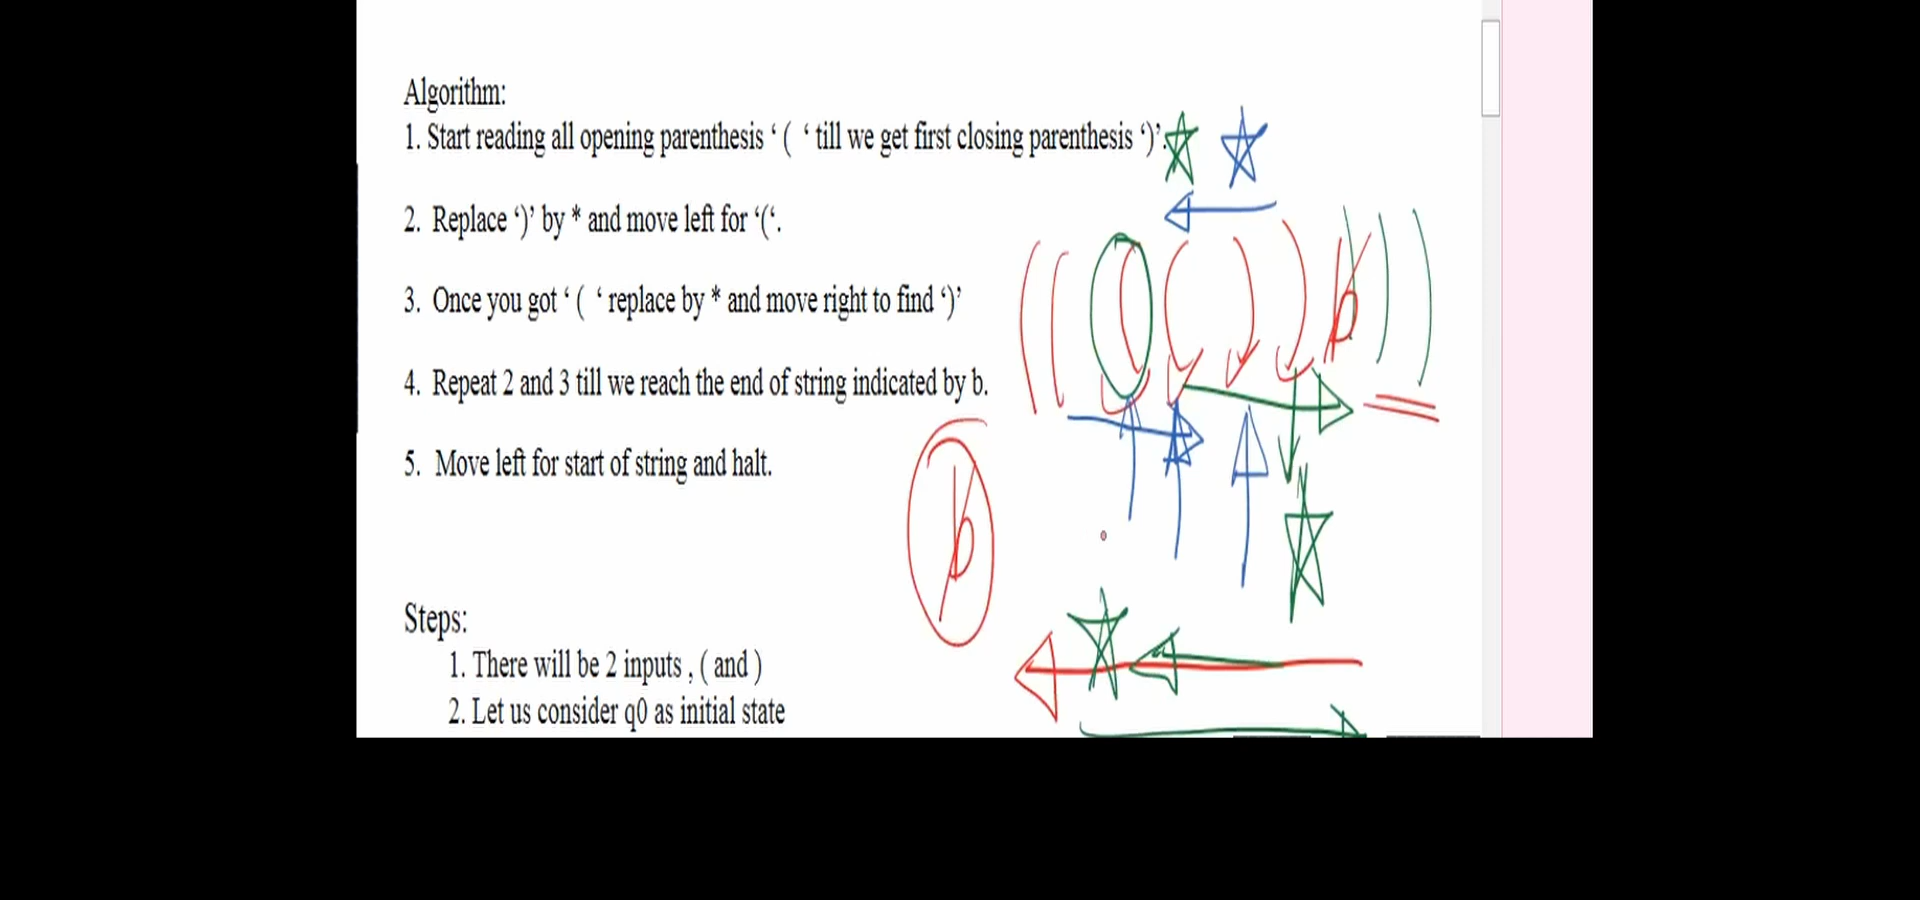 Algorithm:
1. Start reading all opening parenthesis ‘ ( ‘ till we get first closing parenthesis ‘)’.
2. Replace ‘)’ by * and move left for ‘(‘.
3. Once you got ‘ ( ‘ replace by * and move right to find ‘)’
4. Repeat 2 and 3 till we reach the end of string indicated by b.
5. Move left for start of string and halt.
( ( ( ( ) ) b ) )
b
Steps:
1. There will be 2 inputs , ( and )
2. Let us consider q0 as initial state